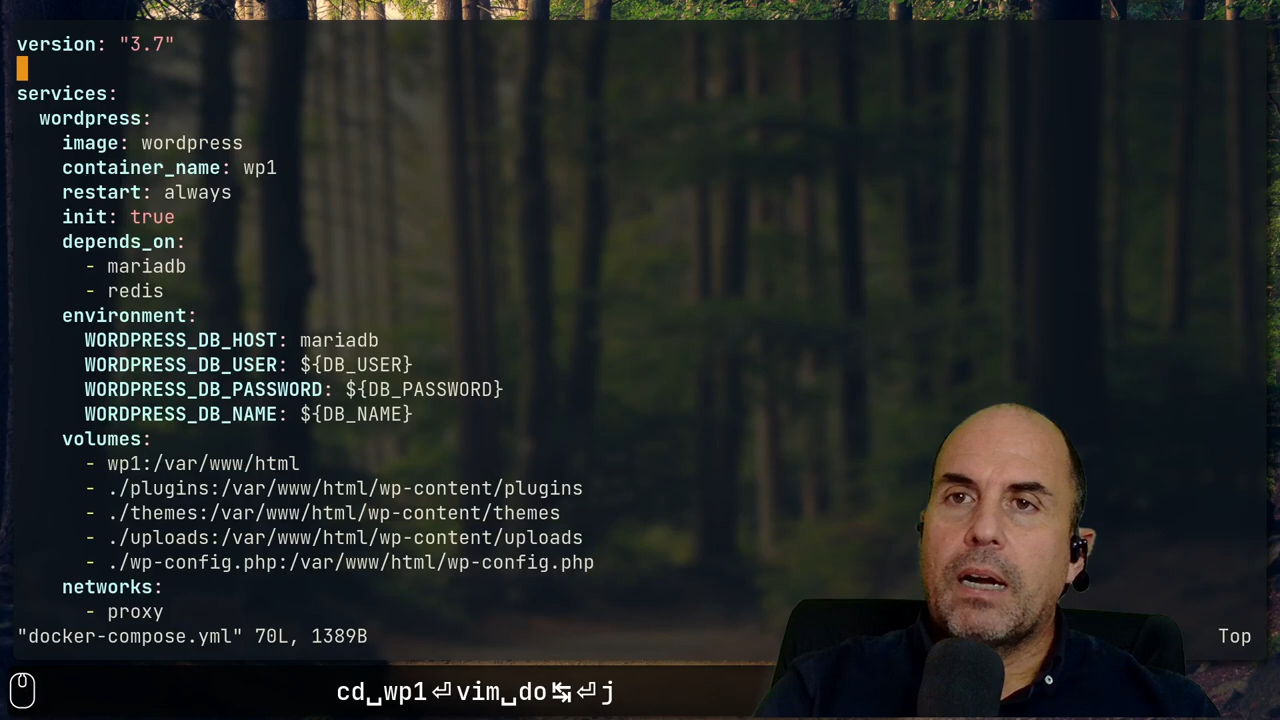 version: "3.7"
services:
  wordpress:
    image: wordpress
    container_name: wp1
    restart: always
    init: true
    depends_on:
      - mariadb
      - redis
    environment:
      WORDPRESS_DB_HOST: mariadb
      WORDPRESS_DB_USER: ${DB_USER}
      WORDPRESS_DB_PASSWORD: ${DB_PASSWORD}
      WORDPRESS_DB_NAME: ${DB_NAME}
    volumes:
      - wp1:/var/www/html
      - ./plugins:/var/www/html/wp-content/plugins
      - ./themes:/var/www/html/wp-content/themes
      - ./uploads:/var/www/html/wp-content/uploads
      - ./wp-config.php:/var/www/html/wp-config.php
    networks:
      - proxy
"docker-compose.yml" 70L, 1389B Top
cd␣wp1⏎vim␣do↹⏎j